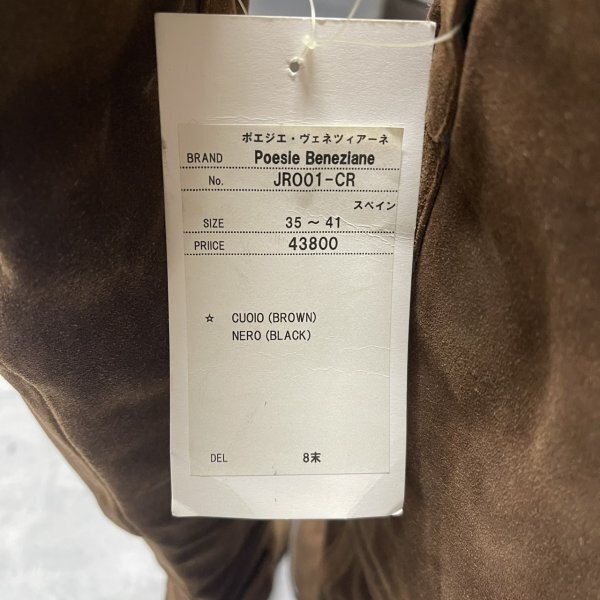 ポエジエ・ヴェネツィアーネ
BRAND Poesie Beneziane
No. JR001-CR
スペイン
SIZE 35 ～ 41
PRIICE 43800
☆ CUOIO (BROWN)
NERO (BLACK)
DEL 8末